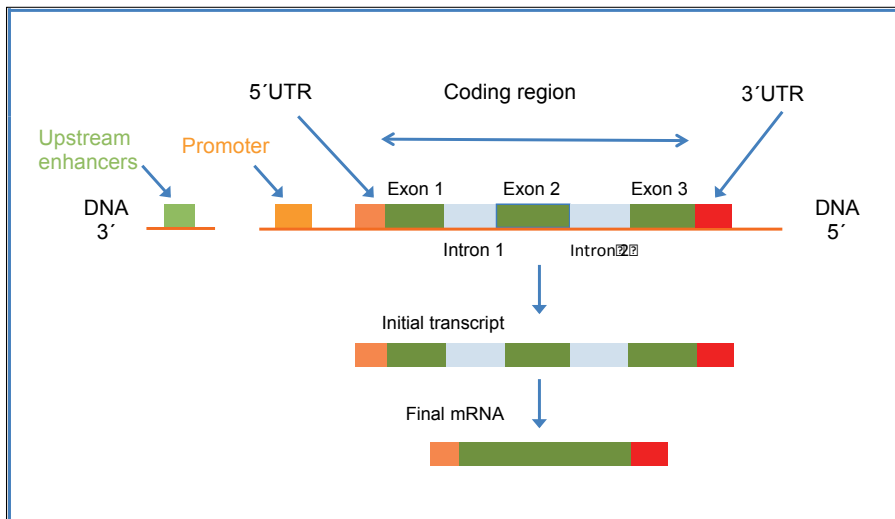 5´UTR
Coding region
3´UTR
Upstream
enhancers
Promoter
Exon 1
Exon 2
Exon 3
DNA
3´
DNA
5´
Intron 1
Intron 2
Initial transcript
Final mRNA